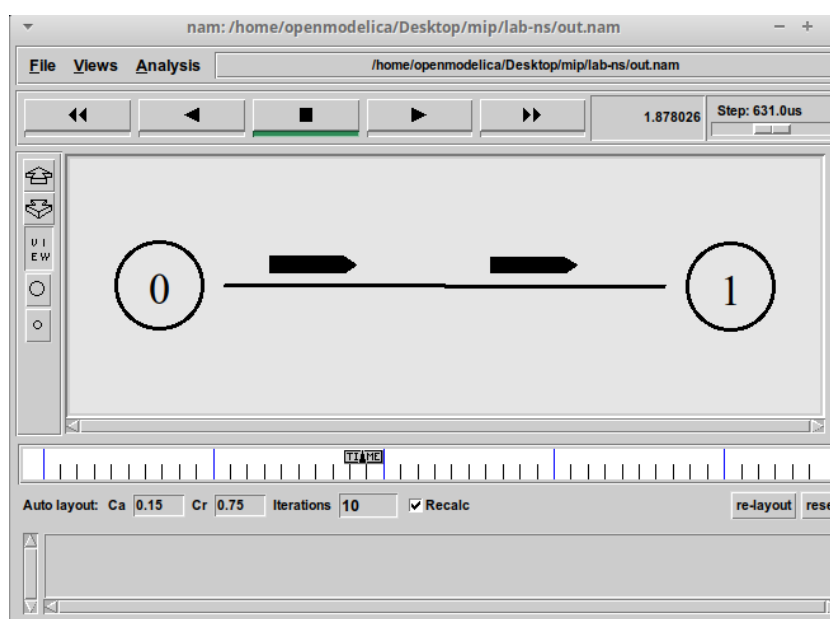 nam: /home/openmodelica/Desktop/mip/lab-ns/out.nam
File Views Analysis /home/openmodelica/Desktop/mip/lab-ns/out.nam
1.878026 Step: 631.0us
VI
EW
0 1
TIME
Auto layout: Ca 0.15 Cr 0.75 Iterations 10 Recalc re-layout rese